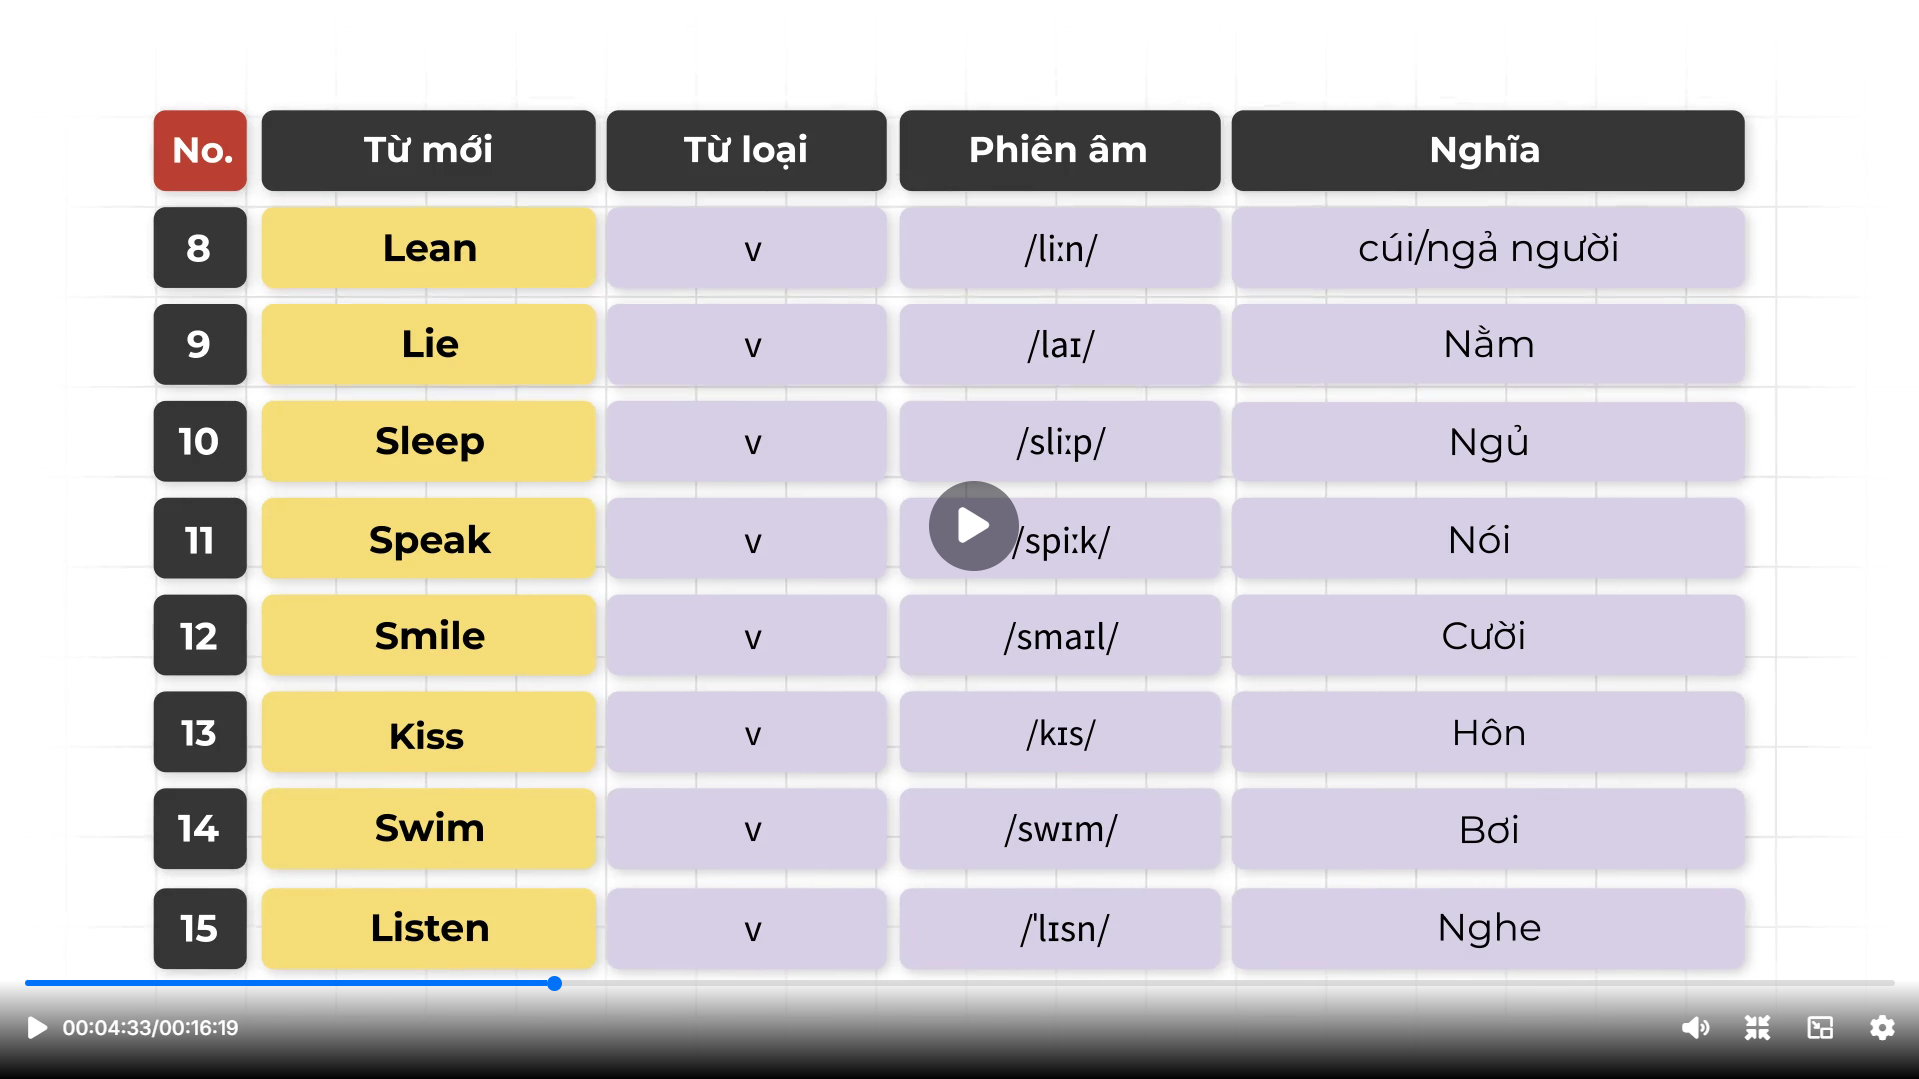 No. Từ mới Từ loại Phiên âm Nghĩa
8 Lean v /liːn/ cúi/ngả người
9 Lie v /laɪ/ Nằm
10 Sleep v /sliːp/ Ngủ
11 Speak v /spiːk/ Nói
12 Smile v /smaɪl/ Cười
13 Kiss v /kɪs/ Hôn
14 Swim v /swɪm/ Bơi
15 Listen v /ˈlɪsn/ Nghe
00:04:33/00:16:19